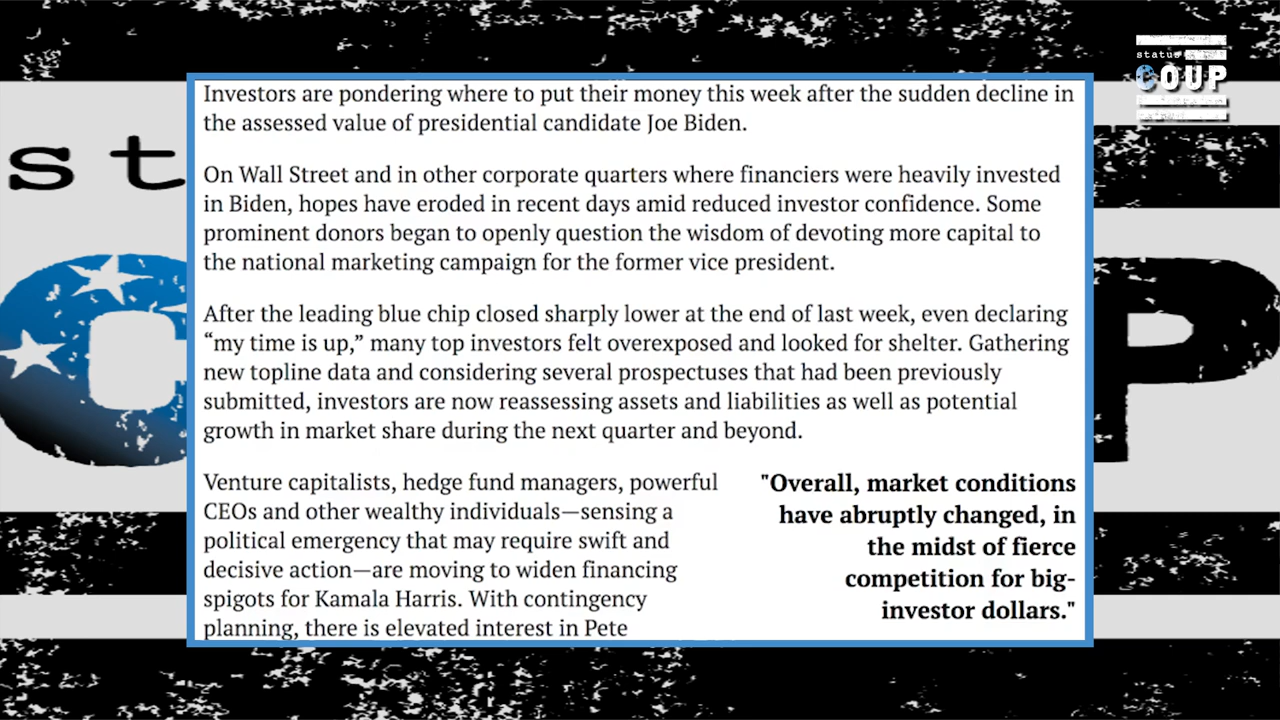 status
COUP
st
Investors are pondering where to put their money this week after the sudden decline in
the assessed value of presidential candidate Joe Biden.
On Wall Street and in other corporate quarters where financiers were heavily invested
in Biden, hopes have eroded in recent days amid reduced investor confidence. Some
prominent donors began to openly question the wisdom of devoting more capital to
the national marketing campaign for the former vice president.
After the leading blue chip closed sharply lower at the end of last week, even declaring
“my time is up,” many top investors felt overexposed and looked for shelter. Gathering
new topline data and considering several prospectuses that had been previously
submitted, investors are now reassessing assets and liabilities as well as potential
growth in market share during the next quarter and beyond.
Venture capitalists, hedge fund managers, powerful
CEOs and other wealthy individuals—sensing a
political emergency that may require swift and
decisive action—are moving to widen financing
spigots for Kamala Harris. With contingency
planning, there is elevated interest in Pete
"Overall, market conditions
have abruptly changed, in
the midst of fierce
competition for big-
investor dollars."
C
P